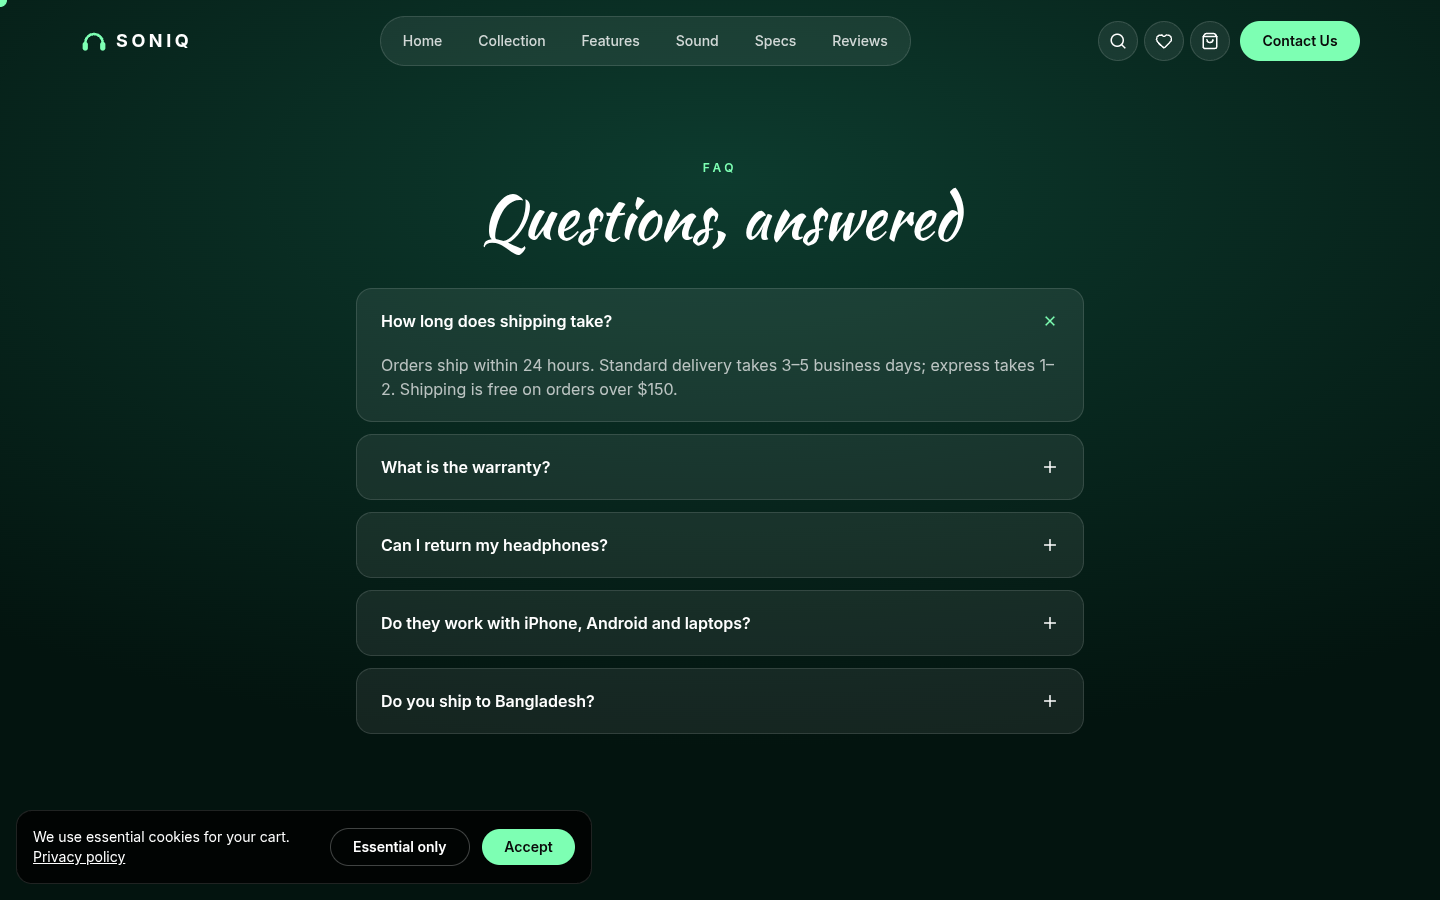 SONIQ
Home Collection Features Sound Specs Reviews
Contact Us
FAQ
Questions, answered
How long does shipping take?
Orders ship within 24 hours. Standard delivery takes 3–5 business days; express takes 1–
2. Shipping is free on orders over $150.
What is the warranty?
Can I return my headphones?
Do they work with iPhone, Android and laptops?
Do you ship to Bangladesh?
We use essential cookies for your cart.
Privacy policy
Essential only
Accept